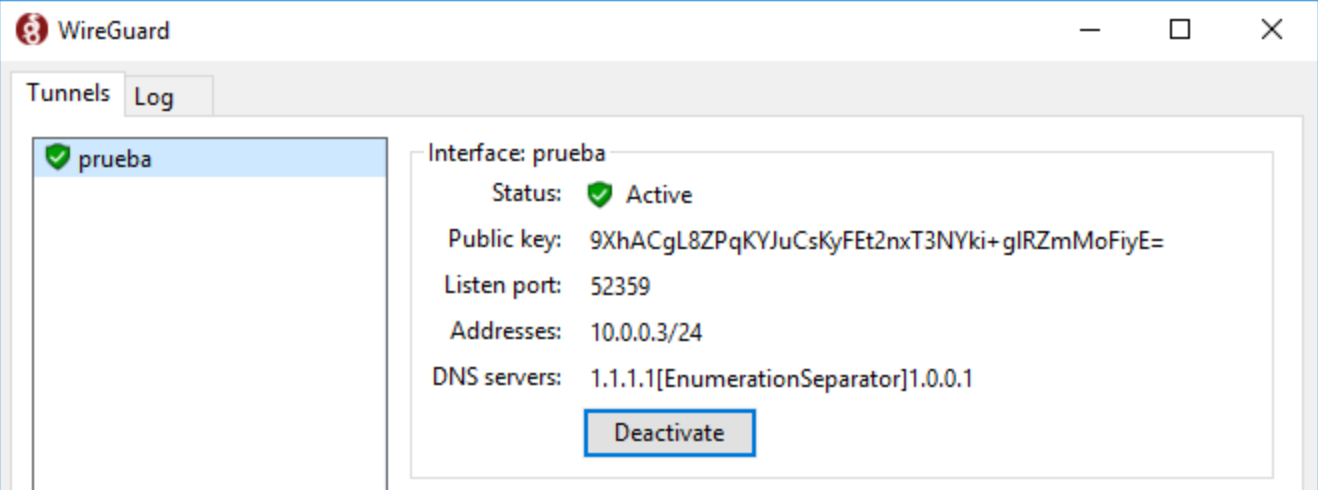 WireGuard
Tunnels
Log
prueba
Interface: prueba
Status: Active
Public key: 9XhACgL8ZPqKYJuCsKyFEt2nxT3NYki+gIRZmMoFiyE=
Listen port: 52359
Addresses: 10.0.0.3/24
DNS servers: 1.1.1.1[EnumerationSeparator]1.0.0.1
Deactivate